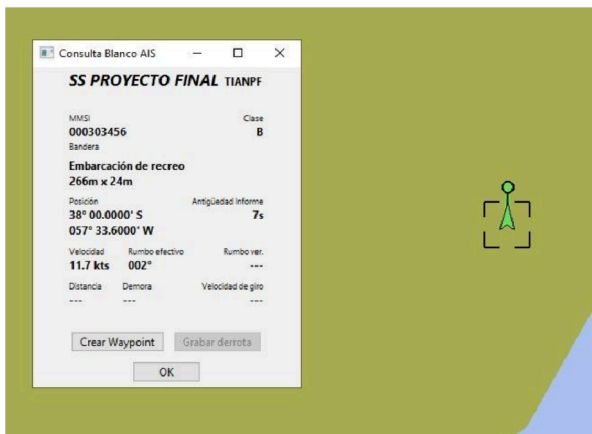 Consulta Blanco AIS
SS PROYECTO FINAL TIANPF
MMSI Clase
000303456 B
Bandera
Embarcación de recreo
266m x 24m
Posición Antigüedad Informe
38° 00.0000' S 7s
057° 33.6000' W
Velocidad Rumbo efectivo Rumbo ver.
11.7 kts 002° ---
Distancia Demora Velocidad de giro
--- --- ---
Crear Waypoint Grabar derrota
OK